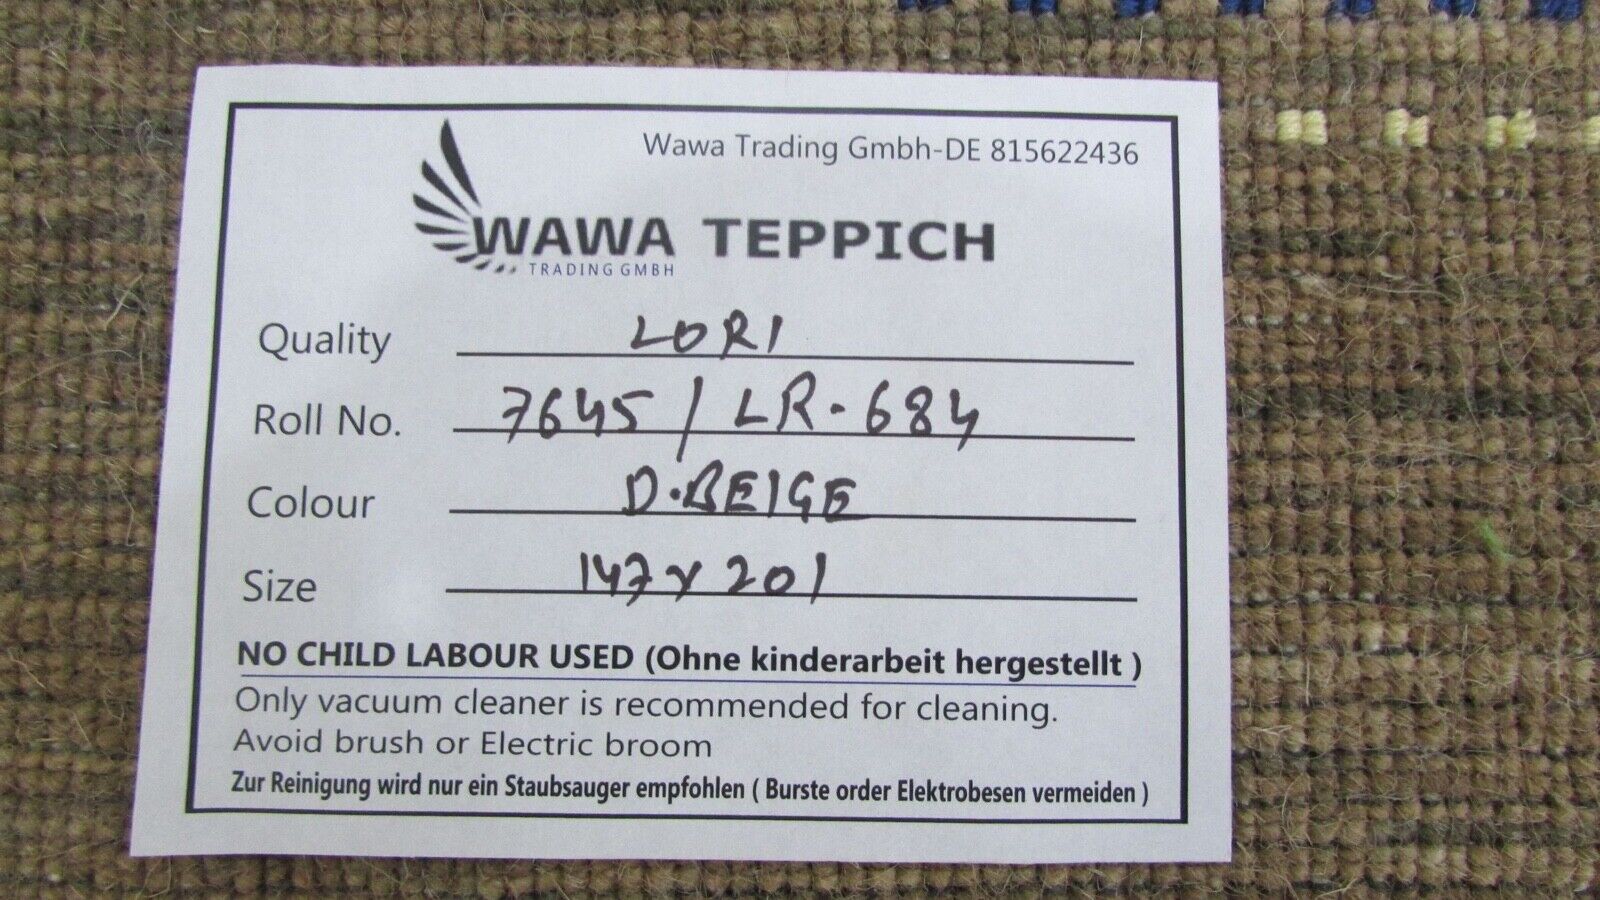 Wawa Trading Gmbh-DE 815622436
WAWA TEPPICH
TRADING GMBH
Quality LORI
Roll No. 7645 / LR-684
Colour D.BEIGE
Size 147 x 201
NO CHILD LABOUR USED (Ohne kinderarbeit hergestellt )
Only vacuum cleaner is recommended for cleaning.
Avoid brush or Electric broom
Zur Reinigung wird nur ein Staubsauger empfohlen ( Burste order Elektrobesen vermeiden )